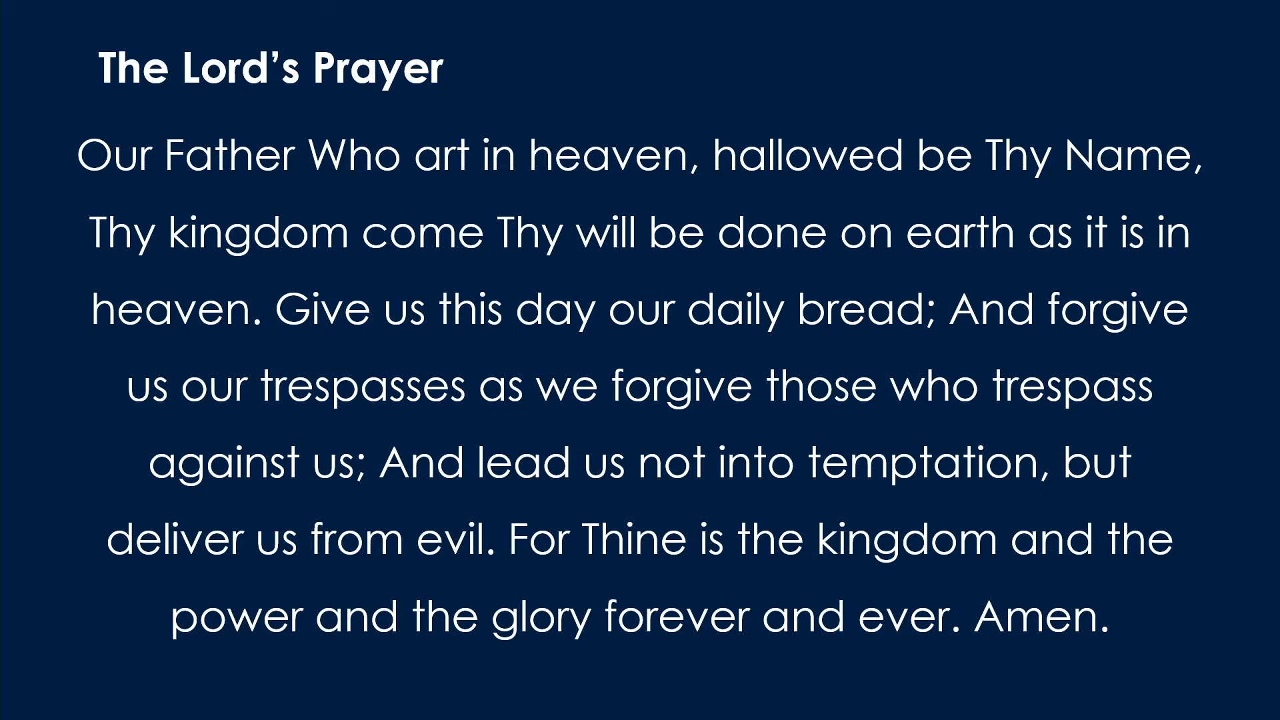 The Lord’s Prayer
Our Father Who art in heaven, hallowed be Thy Name,
Thy kingdom come Thy will be done on earth as it is in
heaven. Give us this day our daily bread; And forgive
us our trespasses as we forgive those who trespass
against us; And lead us not into temptation, but
deliver us from evil. For Thine is the kingdom and the
power and the glory forever and ever. Amen.